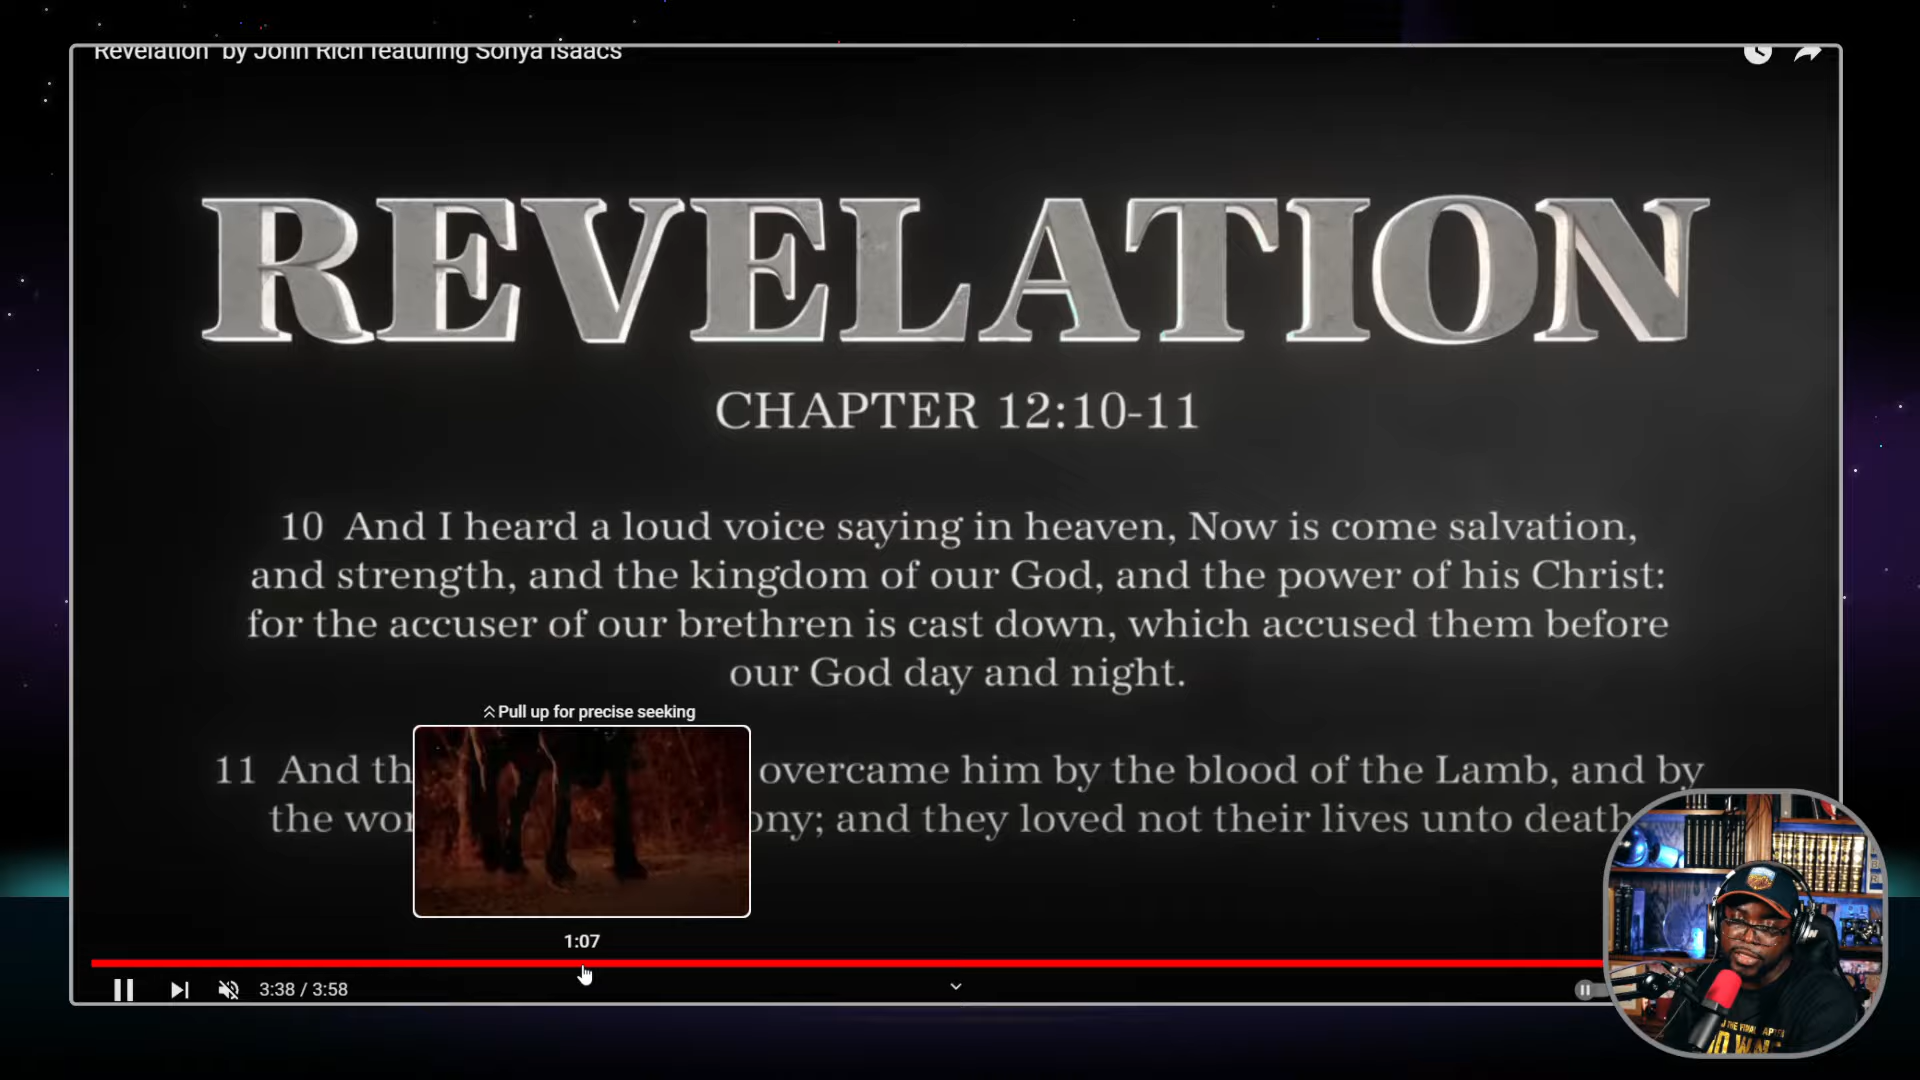 Revelation by John Rich featuring Sonya Isaacs
REVELATION
CHAPTER 12:10-11
10 And I heard a loud voice saying in heaven, Now is come salvation,
and strength, and the kingdom of our God, and the power of his Christ:
for the accuser of our brethren is cast down, which accused them before
our God day and night.
Pull up for precise seeking
11 And th overcame him by the blood of the Lamb, and by
the wor ony; and they loved not their lives unto death
1:07
3:38 / 3:58